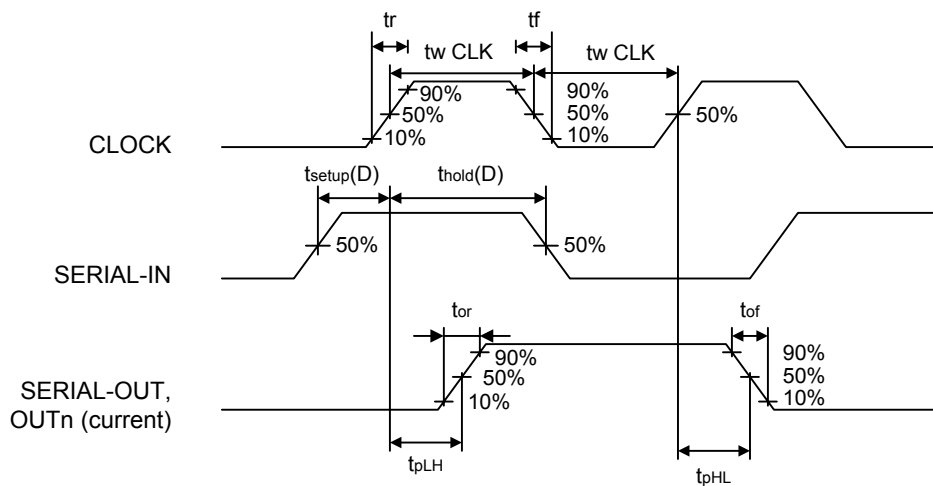 tr
tf
tw CLK
tw CLK
90%
50%
10%
90%
50%
10%
50%
CLOCK
tsetup(D)
thold(D)
50%
50%
SERIAL-IN
tor
tof
90%
50%
10%
90%
50%
10%
SERIAL-OUT,
OUTn (current)
tpLH
tpHL